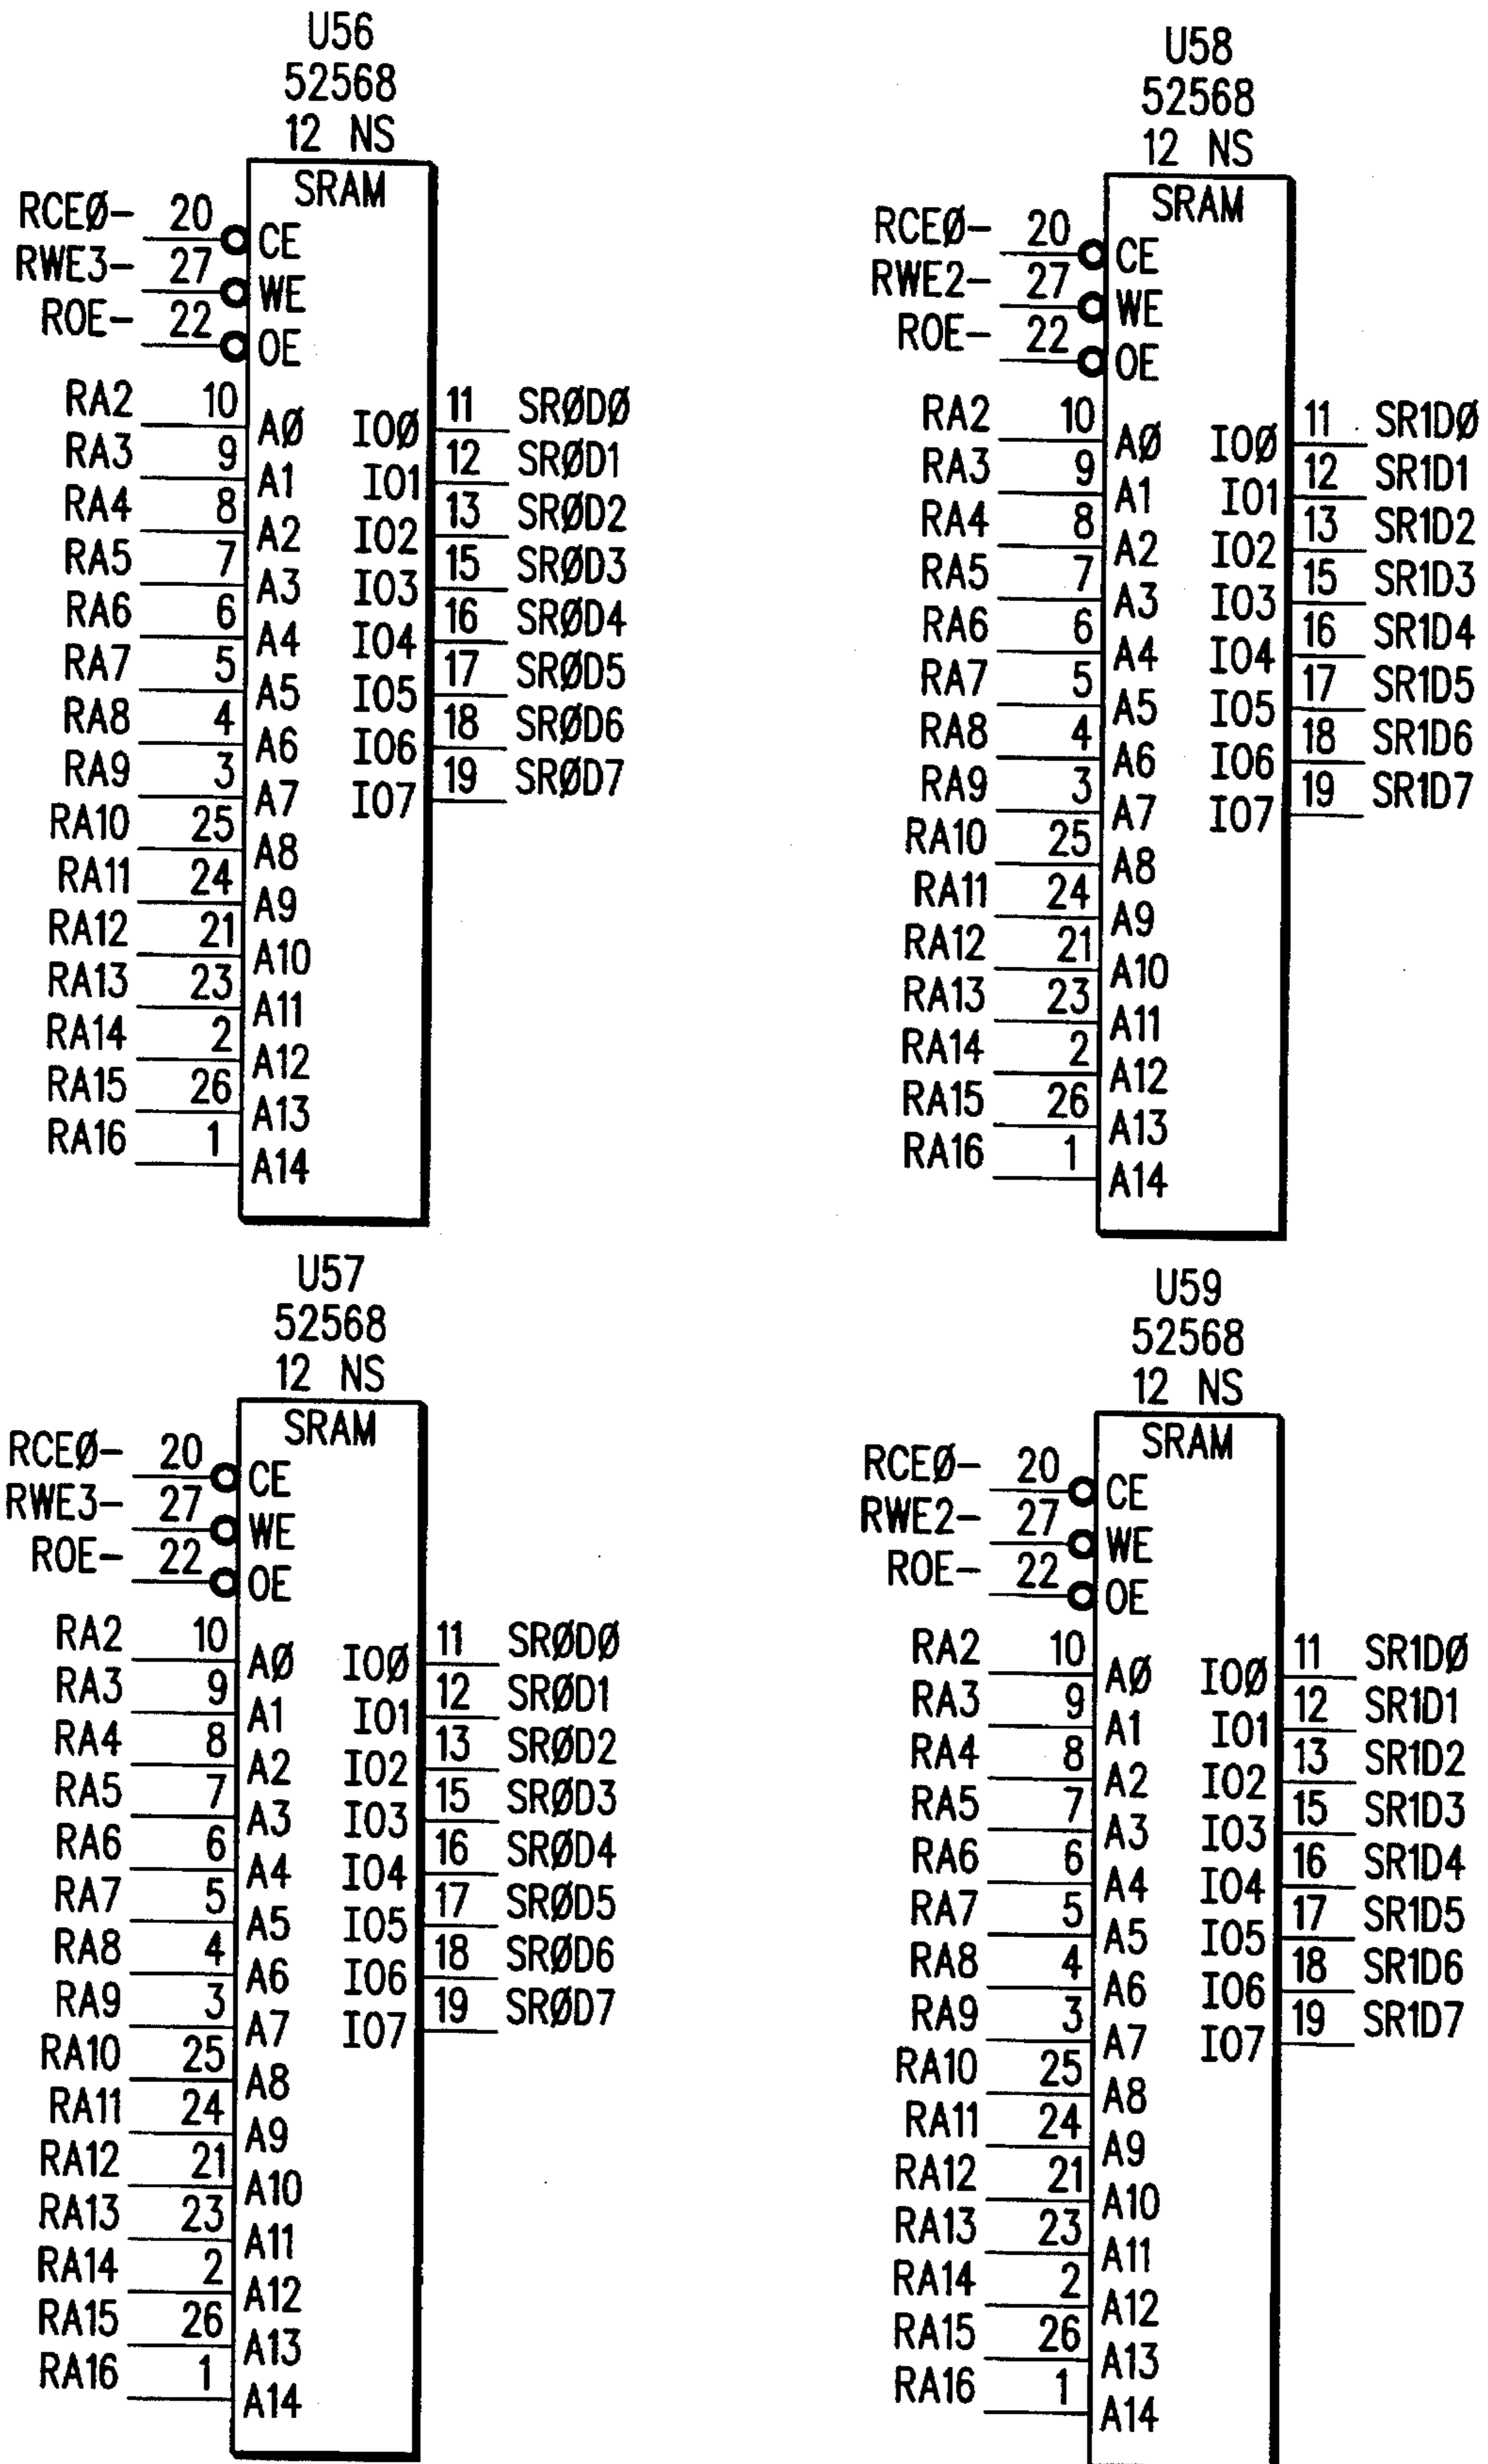 U56
52568
12 NS
SRAM
RCEØ- 20 CE
RWE3- 27 WE
ROE- 22 OE
RA2 10 AØ IOØ 11 SRØDØ
RA3 9 A1 IO1 12 SRØD1
RA4 8 A2 IO2 13 SRØD2
RA5 7 A3 IO3 15 SRØD3
RA6 6 A4 IO4 16 SRØD4
RA7 5 A5 IO5 17 SRØD5
RA8 4 A6 IO6 18 SRØD6
RA9 3 A7 IO7 19 SRØD7
RA10 25 A8
RA11 24 A9
RA12 21 A10
RA13 23 A11
RA14 2 A12
RA15 26 A13
RA16 1 A14
U58
52568
12 NS
SRAM
RCEØ- 20 CE
RWE2- 27 WE
ROE- 22 OE
RA2 10 AØ IOØ 11 SR1DØ
RA3 9 A1 IO1 12 SR1D1
RA4 8 A2 IO2 13 SR1D2
RA5 7 A3 IO3 15 SR1D3
RA6 6 A4 IO4 16 SR1D4
RA7 5 A5 IO5 17 SR1D5
RA8 4 A6 IO6 18 SR1D6
RA9 3 A7 IO7 19 SR1D7
RA10 25 A8
RA11 24 A9
RA12 21 A10
RA13 23 A11
RA14 2 A12
RA15 26 A13
RA16 1 A14
U57
52568
12 NS
SRAM
RCEØ- 20 CE
RWE3- 27 WE
ROE- 22 OE
RA2 10 AØ IOØ 11 SRØDØ
RA3 9 A1 IO1 12 SRØD1
RA4 8 A2 IO2 13 SRØD2
RA5 7 A3 IO3 15 SRØD3
RA6 6 A4 IO4 16 SRØD4
RA7 5 A5 IO5 17 SRØD5
RA8 4 A6 IO6 18 SRØD6
RA9 3 A7 IO7 19 SRØD7
RA10 25 A8
RA11 24 A9
RA12 21 A10
RA13 23 A11
RA14 2 A12
RA15 26 A13
RA16 1 A14
U59
52568
12 NS
SRAM
RCEØ- 20 CE
RWE2- 27 WE
ROE- 22 OE
RA2 10 AØ IOØ 11 SR1DØ
RA3 9 A1 IO1 12 SR1D1
RA4 8 A2 IO2 13 SR1D2
RA5 7 A3 IO3 15 SR1D3
RA6 6 A4 IO4 16 SR1D4
RA7 5 A5 IO5 17 SR1D5
RA8 4 A6 IO6 18 SR1D6
RA9 3 A7 IO7 19 SR1D7
RA10 25 A8
RA11 24 A9
RA12 21 A10
RA13 23 A11
RA14 2 A12
RA15 26 A13
RA16 1 A14